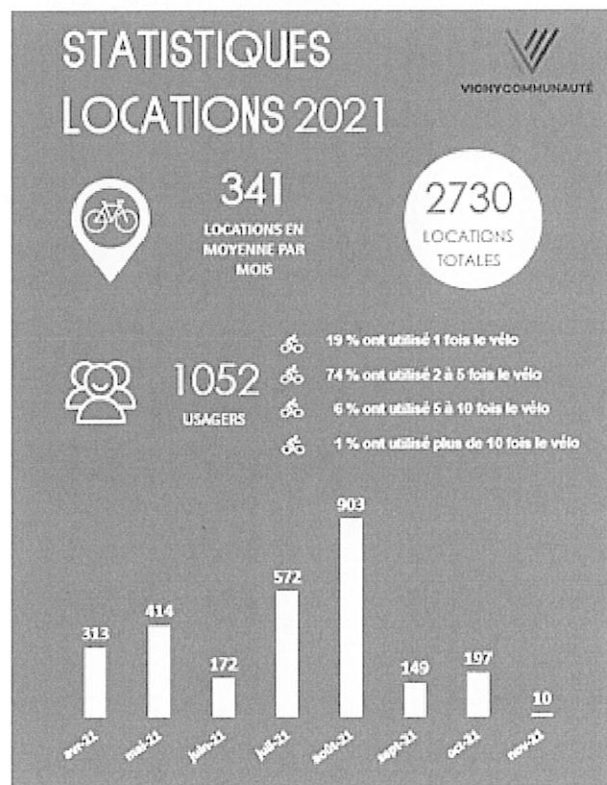 STATISTIQUES
LOCATIONS 2021
VICHYCOMMUNAUTÉ
341
LOCATIONS EN
MOYENNE PAR
MOIS
2730
LOCATIONS
TOTALES
1052
USAGERS
19 % ont utilisé 1 fois le vélo
74 % ont utilisé 2 à 5 fois le vélo
6 % ont utilisé 5 à 10 fois le vélo
1 % ont utilisé plus de 10 fois le vélo
313
414
172
572
903
149
197
10
avr-21
mai-21
juin-21
juil-21
août-21
sept-21
oct-21
nov-21